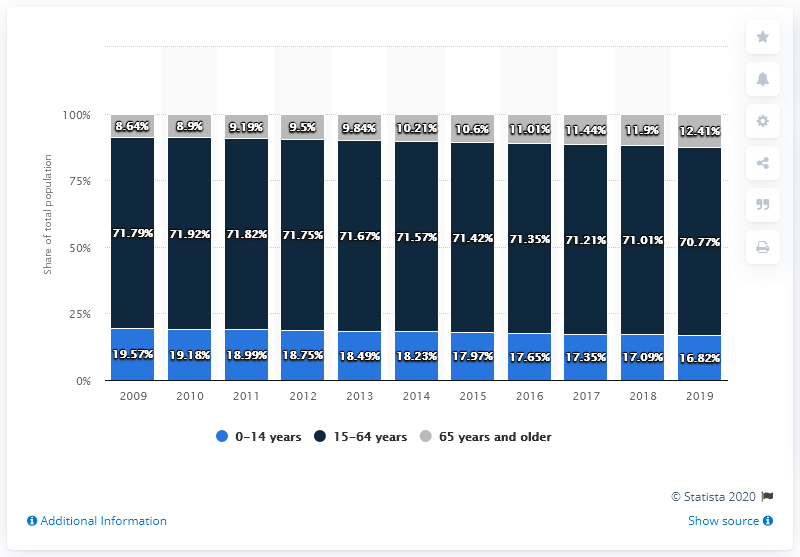 100%
75%
50%
25%
0%
Share of total population
8.64% 8.9% 9.19% 9.5% 9.84% 10.21% 10.6% 11.01% 11.44% 11.9% 12.41%
71.79% 71.92% 71.82% 71.75% 71.67% 71.57% 71.42% 71.35% 71.21% 71.01% 70.77%
19.57% 19.18% 18.99% 18.75% 18.49% 18.23% 17.97% 17.65% 17.35% 17.09% 16.82%
2009 2010 2011 2012 2013 2014 2015 2016 2017 2018 2019
0–14 years 15–64 years 65 years and older
© Statista 2020
Additional Information Show source